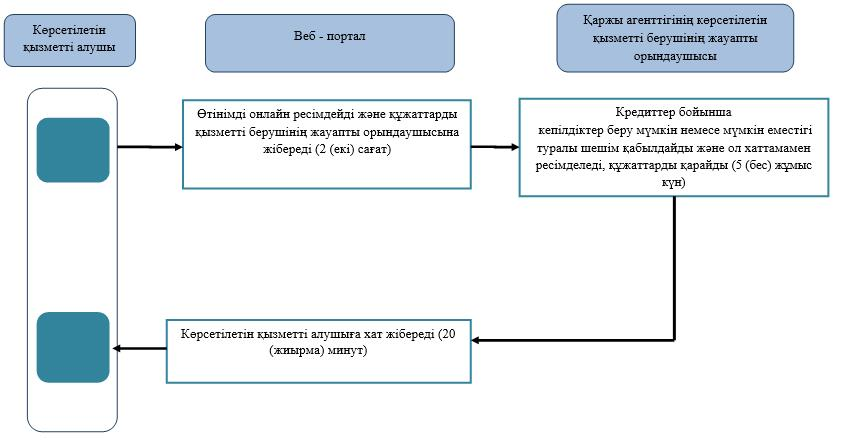 Көрсетілетін
қызметті алушы
Веб - портал
Қаржы агенттігінің көрсетілетін
қызметті берушінің жауапты
орындаушысы
Өтінімді онлайн ресімдейді және құжаттарды
қызметті берушінің жауапты орындаушысына
жібереді (2 (екі) сағат)
Кредиттер бойынша
кепілдіктер беру мүмкін немесе мүмкін еместігі
туралы шешім қабылдайды және ол хаттамамен
ресімделеді, құжаттарды қарайды (5 (бес) жұмыс
күн)
Көрсетілетін қызметті алушыға хат жібереді (20
(жиырма) минут)